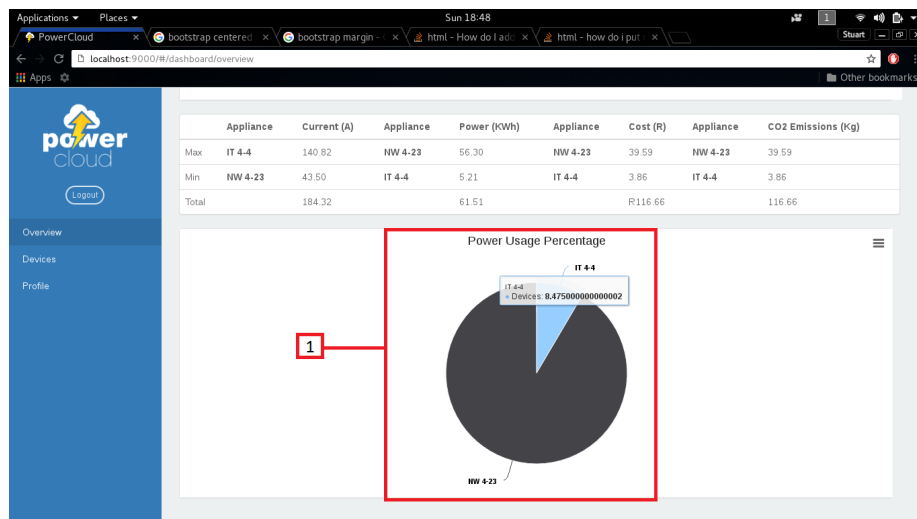 Applications Places Sun 18:48 1
PowerCloud × bootstrap centered × bootstrap margin - × html - How do I add × html - how do i put × Stuart
localhost:9000/#/dashboard/overview
Apps Other bookmarks
power
cloud
Logout
Overview
Devices
Profile
Appliance Current (A) Appliance Power (KWh) Appliance Cost (R) Appliance CO2 Emissions (Kg)
Max IT 4-4 140.82 NW 4-23 56.30 NW 4-23 39.59 NW 4-23 39.59
Min NW 4-23 43.50 IT 4-4 5.21 IT 4-4 3.86 IT 4-4 3.86
Total 184.32 61.51 R116.66 116.66
Power Usage Percentage
IT 4-4
IT 4-4
Devices: 8.475000000000002
1
NW 4-23